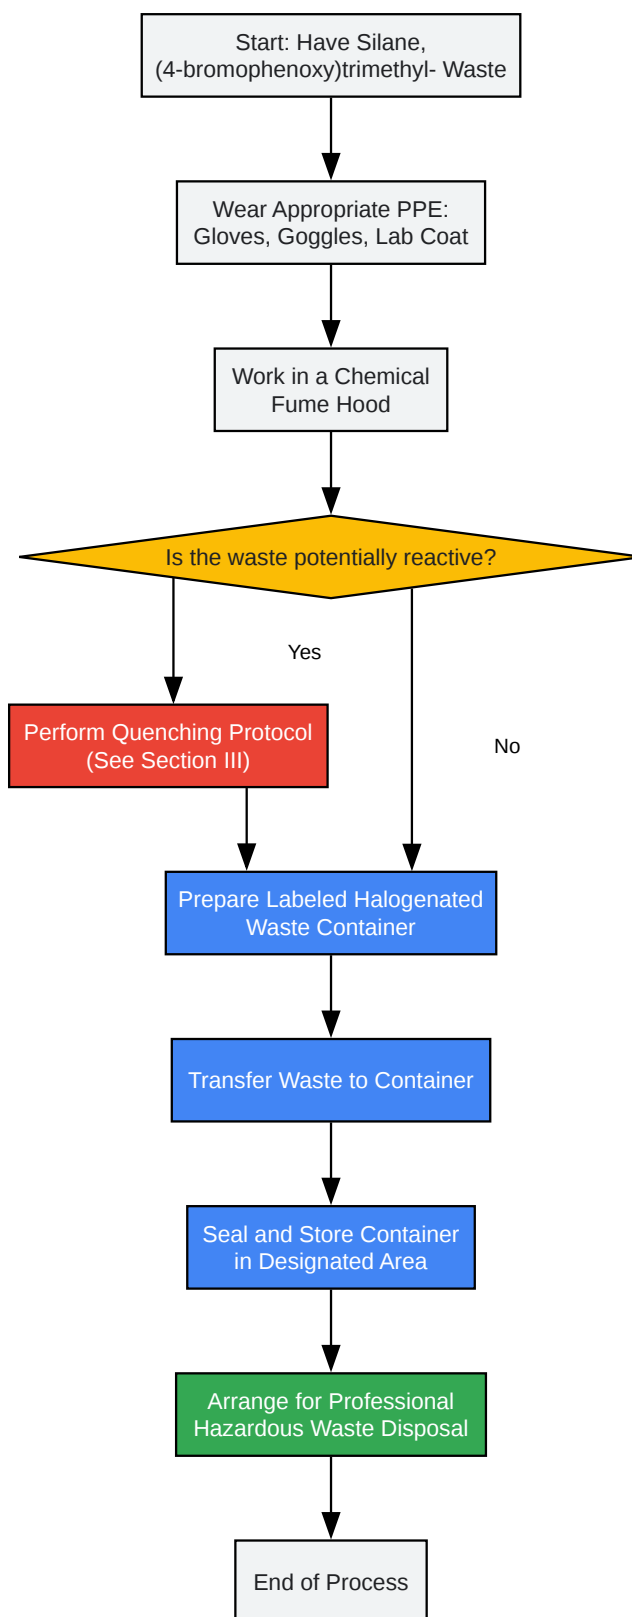 Start: Have Silane,
(4-bromophenoxy)trimethyl- Waste
Wear Appropriate PPE:
Gloves, Goggles, Lab Coat
Work in a Chemical
Fume Hood
Is the waste potentially reactive?
Yes
Perform Quenching Protocol
(See Section III)
No
Prepare Labeled Halogenated
Waste Container
Transfer Waste to Container
Seal and Store Container
in Designated Area
Arrange for Professional
Hazardous Waste Disposal
End of Process